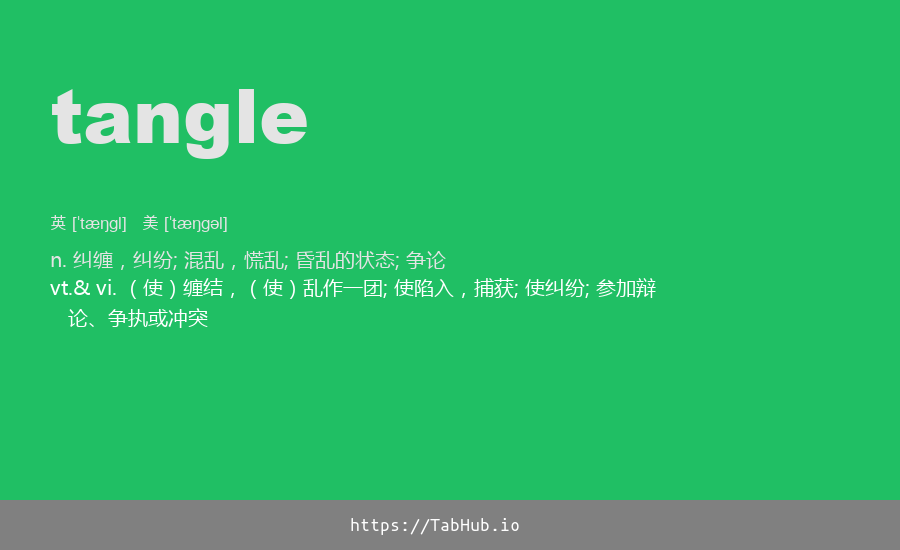 tangle
英 [ˈtæŋgl]   美 [ˈtæŋgəl]
n. 纠缠，纠纷; 混乱，慌乱; 昏乱的状态; 争论
vt.& vi. （使）缠结，（使）乱作一团; 使陷入，捕获; 使纠纷; 参加辩
论、争执或冲突
https://TabHub.io